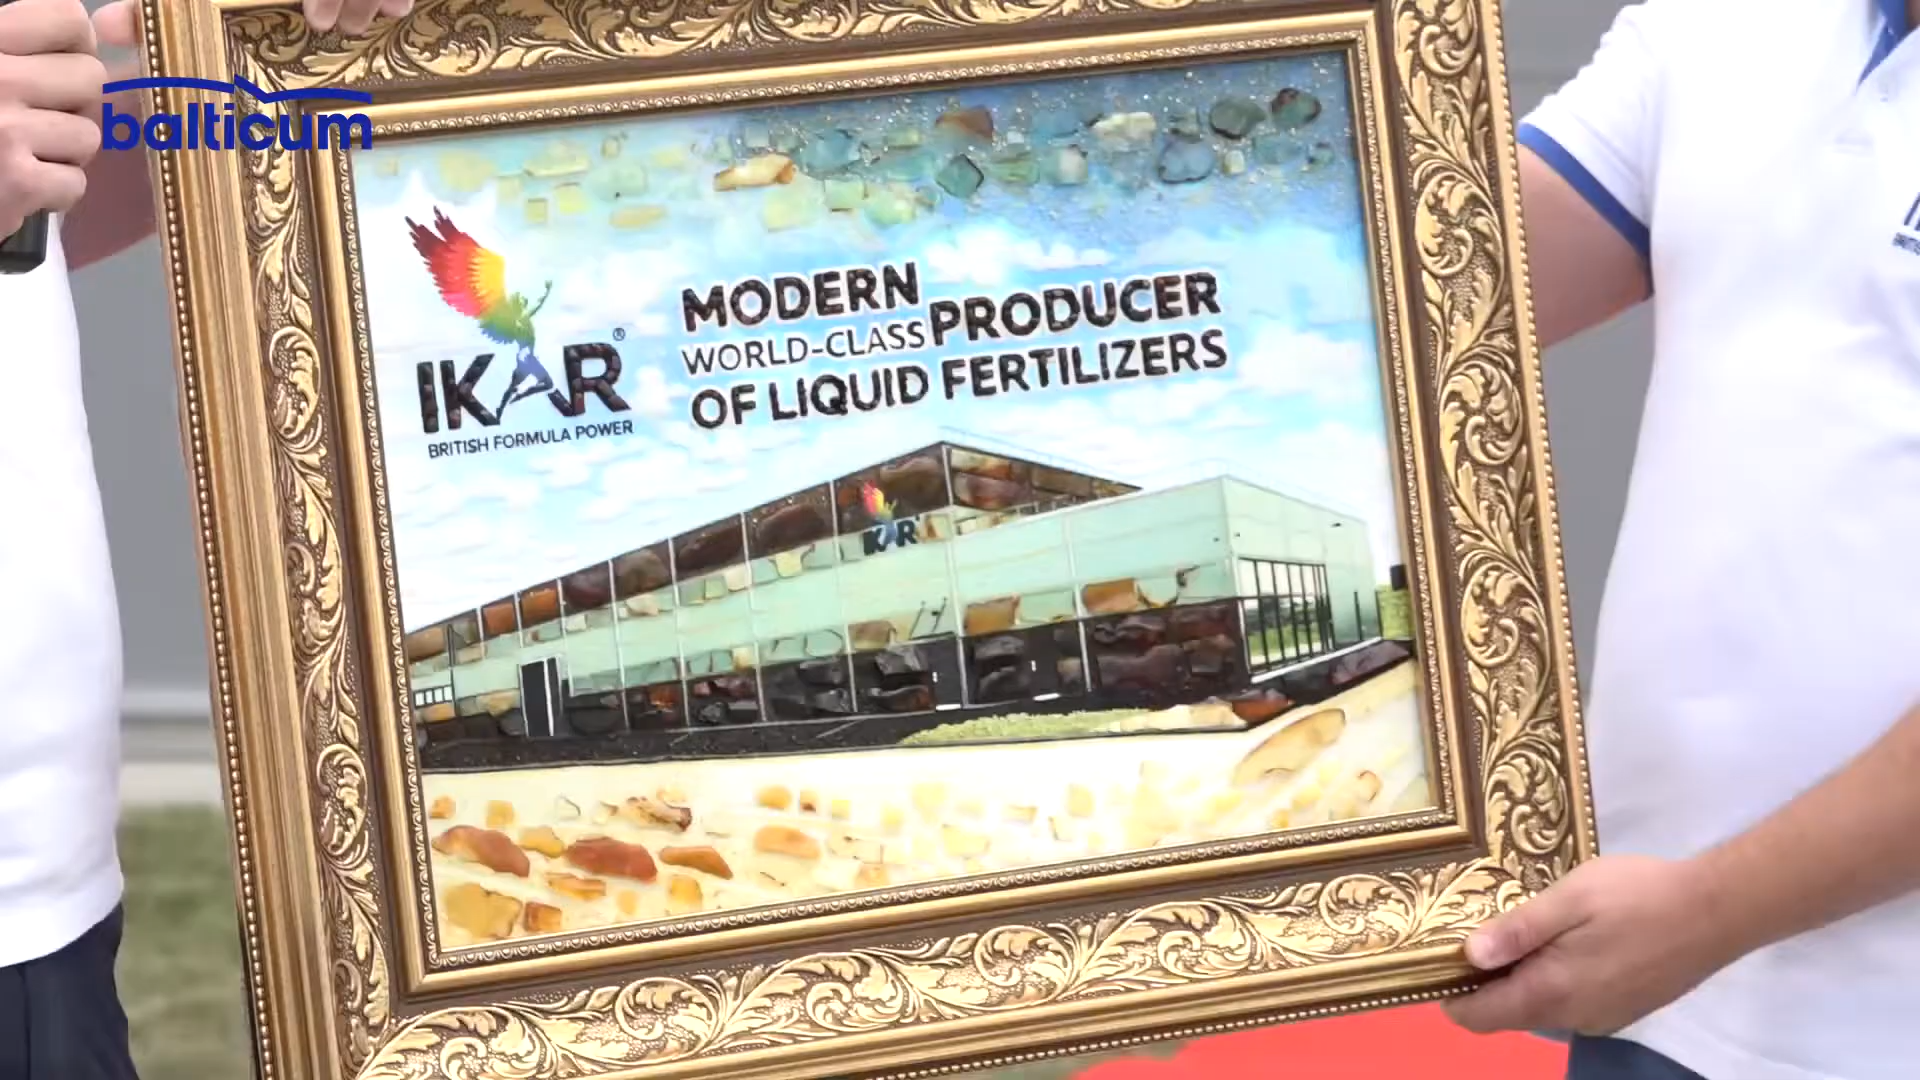 balticum
IKAR®
BRITISH FORMULA POWER
MODERN
WORLD-CLASS PRODUCER
OF LIQUID FERTILIZERS
IKAR